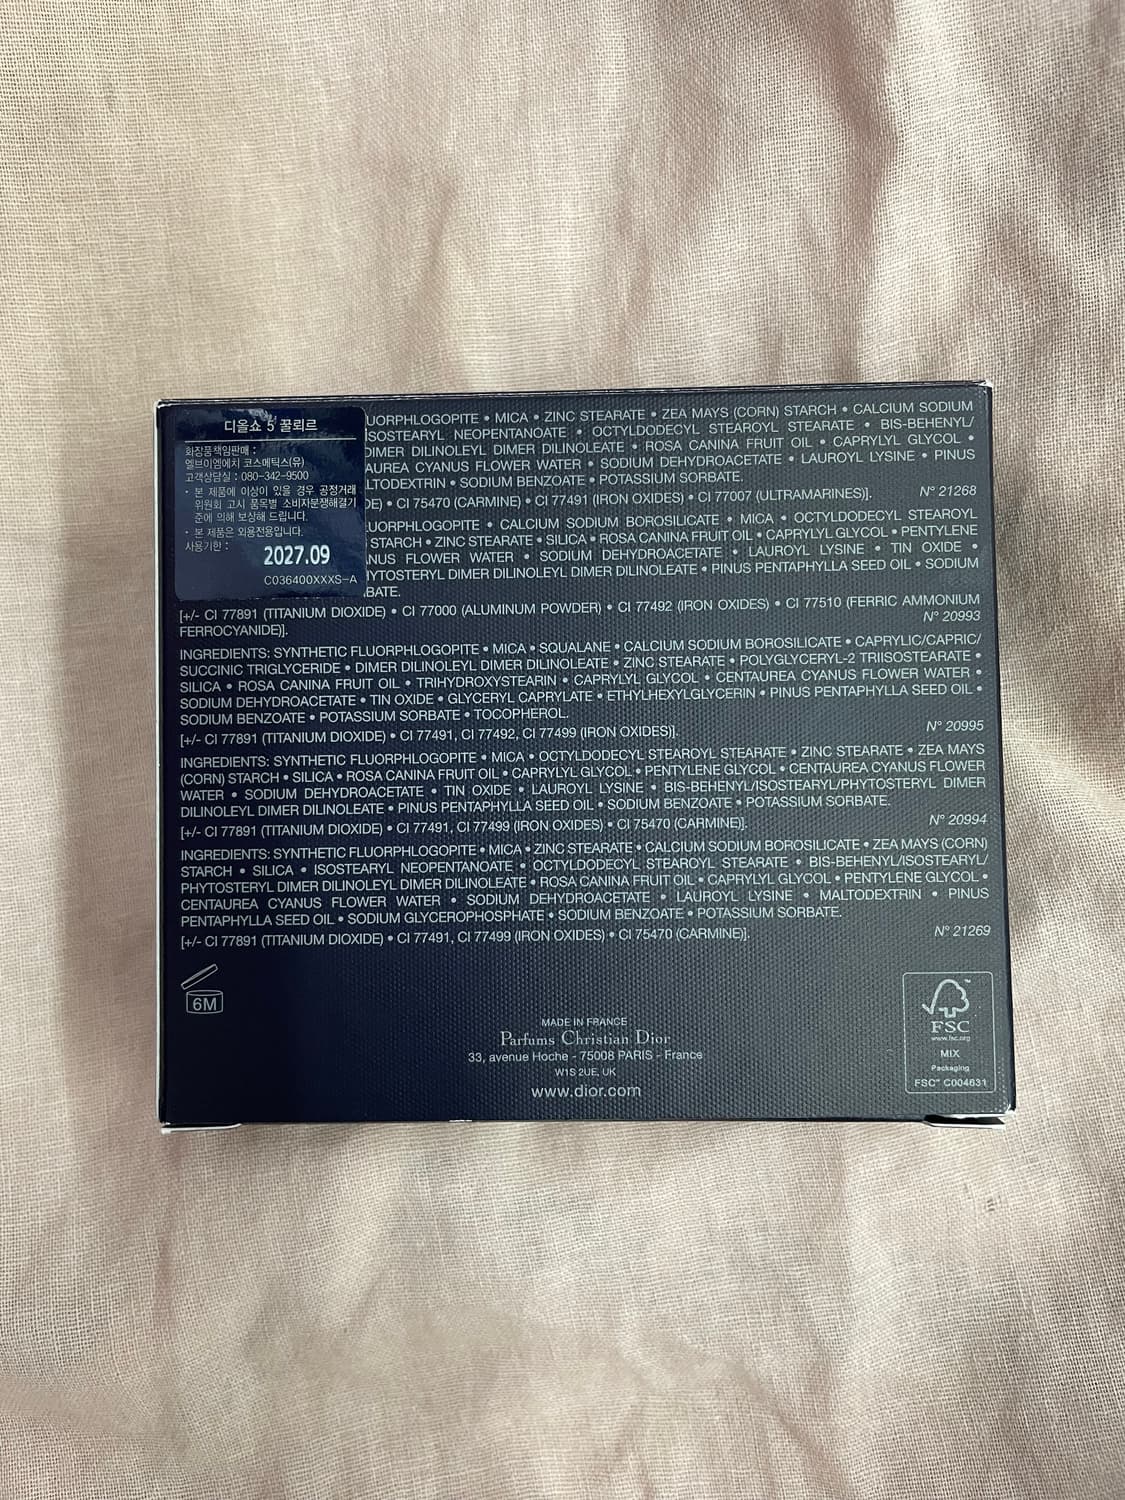 디올쇼 5 꿀뢰르
화장품책임판매 :
엘브이엠에치 코스메틱스(유)
고객상담실 : 080-342-9500
• 본 제품에 이상이 있을 경우 공정거래
위원회 고시 품목별 소비자분쟁해결기
준에 의해 보상해 드립니다.
• 본 제품은 외용전용입니다.
사용기한 :
2027.09
C036400XXXS-A
UORPHLOGOPITE • MICA • ZINC STEARATE • ZEA MAYS (CORN) STARCH • CALCIUM SODIUM
ISOSTEARYL NEOPENTANOATE • OCTYLDODECYL STEAROYL STEARATE • BIS-BEHENYL/
DIMER DILINOLEYL DIMER DILINOLEATE • ROSA CANINA FRUIT OIL • CAPRYLYL GLYCOL •
AUREA CYANUS FLOWER WATER • SODIUM DEHYDROACETATE • LAUROYL LYSINE • PINUS
LTODEXTRIN • SODIUM BENZOATE • POTASSIUM SORBATE.
DE) • CI 75470 (CARMINE) • CI 77491 (IRON OXIDES) • CI 77007 (ULTRAMARINES)]. N° 21268
UORPHLOGOPITE • CALCIUM SODIUM BOROSILICATE • MICA • OCTYLDODECYL STEAROYL
STARCH • ZINC STEARATE • SILICA • ROSA CANINA FRUIT OIL • CAPRYLYL GLYCOL • PENTYLENE
NUS FLOWER WATER • SODIUM DEHYDROACETATE • LAUROYL LYSINE • TIN OXIDE •
HYTOSTERYL DIMER DILINOLEYL DIMER DILINOLEATE • PINUS PENTAPHYLLA SEED OIL • SODIUM
BATE.
[+/- CI 77891 (TITANIUM DIOXIDE) • CI 77000 (ALUMINUM POWDER) • CI 77492 (IRON OXIDES) • CI 77510 (FERRIC AMMONIUM
FERROCYANIDE)]. N° 20993
INGREDIENTS: SYNTHETIC FLUORPHLOGOPITE • MICA • SQUALANE • CALCIUM SODIUM BOROSILICATE • CAPRYLIC/CAPRIC/
SUCCINIC TRIGLYCERIDE • DIMER DILINOLEYL DIMER DILINOLEATE • ZINC STEARATE • POLYGLYCERYL-2 TRIISOSTEARATE •
SILICA • ROSA CANINA FRUIT OIL • TRIHYDROXYSTEARIN • CAPRYLYL GLYCOL • CENTAUREA CYANUS FLOWER WATER •
SODIUM DEHYDROACETATE • TIN OXIDE • GLYCERYL CAPRYLATE • ETHYLHEXYLGLYCERIN • PINUS PENTAPHYLLA SEED OIL •
SODIUM BENZOATE • POTASSIUM SORBATE • TOCOPHEROL.
[+/- CI 77891 (TITANIUM DIOXIDE) • CI 77491, CI 77492, CI 77499 (IRON OXIDES)]. N° 20995
INGREDIENTS: SYNTHETIC FLUORPHLOGOPITE • MICA • OCTYLDODECYL STEAROYL STEARATE • ZINC STEARATE • ZEA MAYS
(CORN) STARCH • SILICA • ROSA CANINA FRUIT OIL • CAPRYLYL GLYCOL • PENTYLENE GLYCOL • CENTAUREA CYANUS FLOWER
WATER • SODIUM DEHYDROACETATE • TIN OXIDE • LAUROYL LYSINE • BIS-BEHENYL/ISOSTEARYL/PHYTOSTERYL DIMER
DILINOLEYL DIMER DILINOLEATE • PINUS PENTAPHYLLA SEED OIL • SODIUM BENZOATE • POTASSIUM SORBATE.
[+/- CI 77891 (TITANIUM DIOXIDE) • CI 77491, CI 77499 (IRON OXIDES) • CI 75470 (CARMINE)]. N° 20994
INGREDIENTS: SYNTHETIC FLUORPHLOGOPITE • MICA • ZINC STEARATE • CALCIUM SODIUM BOROSILICATE • ZEA MAYS (CORN)
STARCH • SILICA • ISOSTEARYL NEOPENTANOATE • OCTYLDODECYL STEAROYL STEARATE • BIS-BEHENYL/ISOSTEARYL/
PHYTOSTERYL DIMER DILINOLEYL DIMER DILINOLEATE • ROSA CANINA FRUIT OIL • CAPRYLYL GLYCOL • PENTYLENE GLYCOL •
CENTAUREA CYANUS FLOWER WATER • SODIUM DEHYDROACETATE • LAUROYL LYSINE • MALTODEXTRIN • PINUS
PENTAPHYLLA SEED OIL • SODIUM GLYCEROPHOSPHATE • SODIUM BENZOATE • POTASSIUM SORBATE.
[+/- CI 77891 (TITANIUM DIOXIDE) • CI 77491, CI 77499 (IRON OXIDES) • CI 75470 (CARMINE)]. N° 21269
6M
MADE IN FRANCE
Parfums Christian Dior
33, avenue Hoche - 75008 PARIS - France
W1S 2UE, UK
www.dior.com
FSC
www.fsc.org
MIX
Packaging
FSC™ C004631